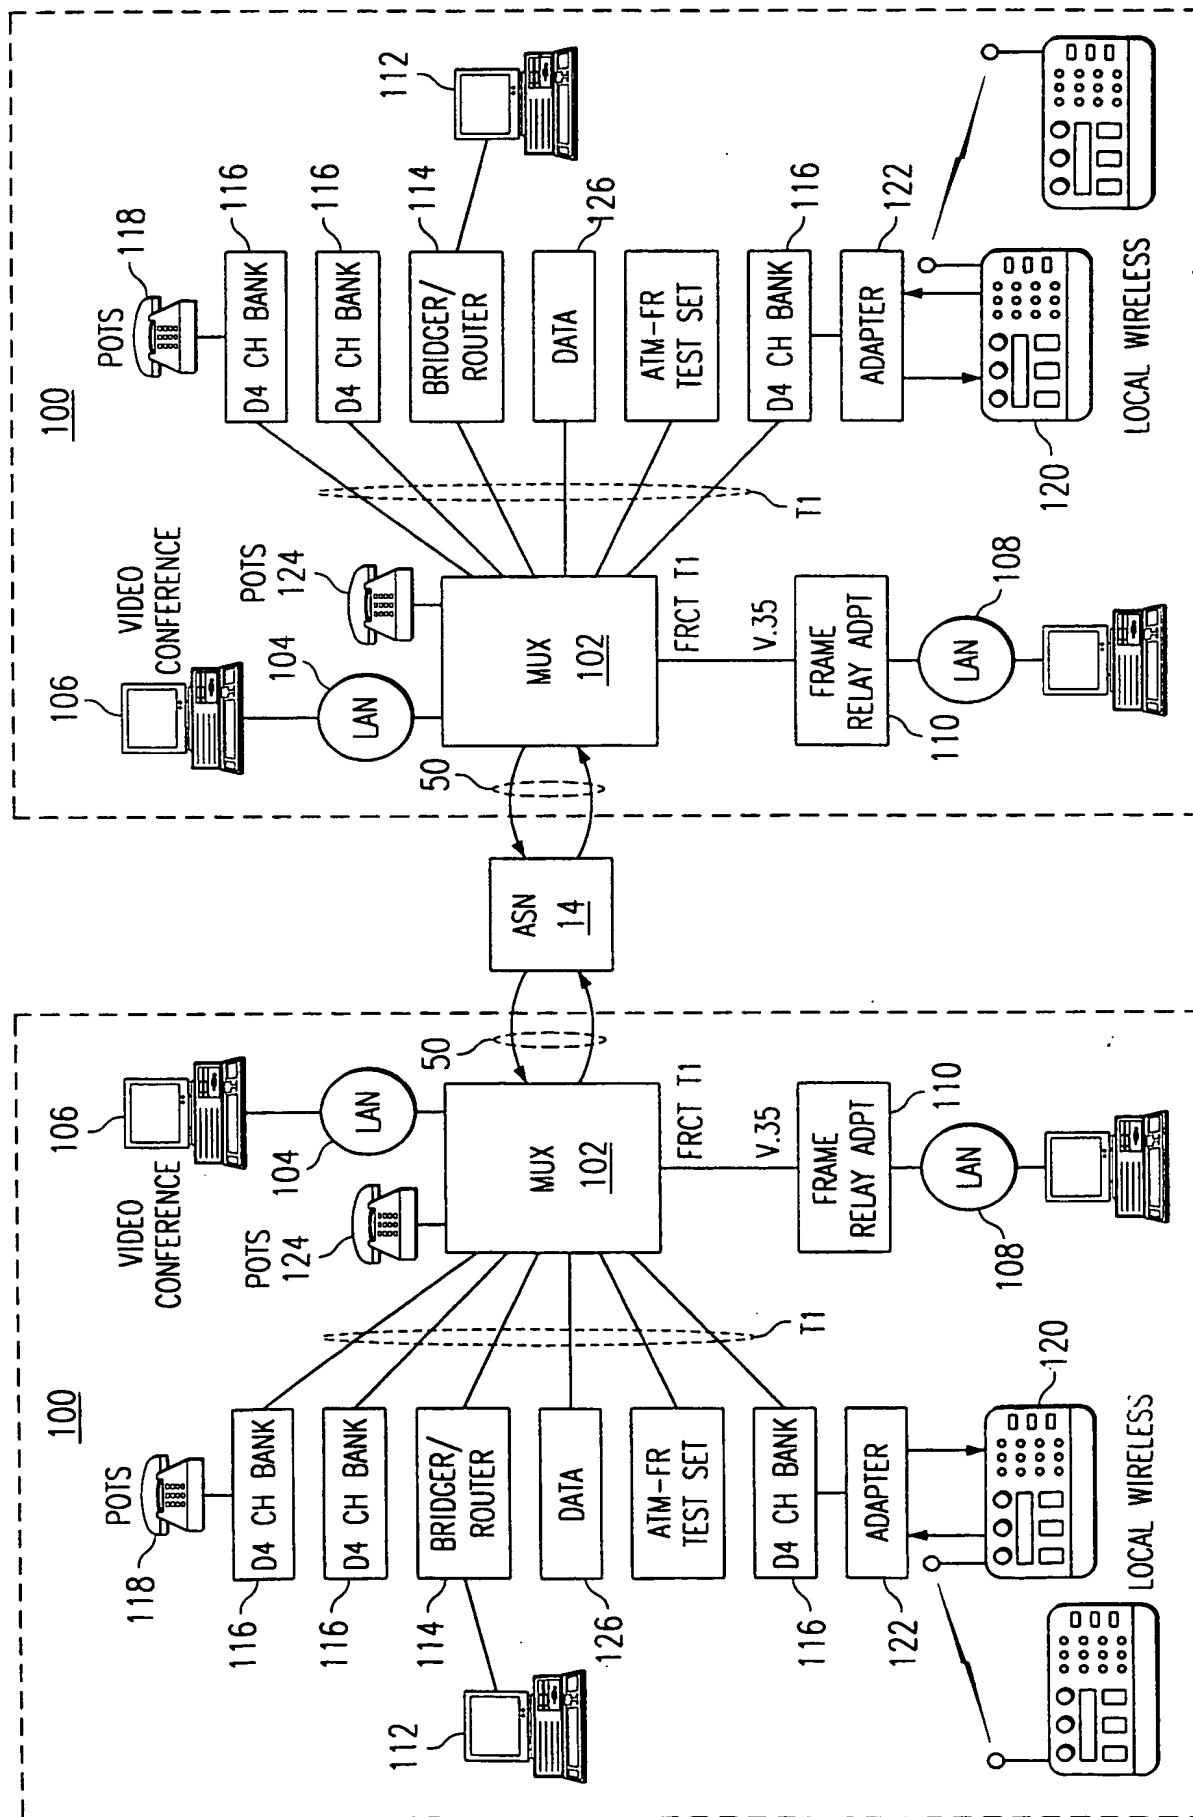 100
POTS
118
116
D4 CH BANK
116
D4 CH BANK
114
BRIDGER/
ROUTER
112
126
DATA
ATM-FR
TEST SET
116
D4 CH BANK
122
ADAPTER
120
LOCAL WIRELESS
T1
VIDEO
CONFERENCE
106
104
LAN
POTS
124
MUX
102
FRCT T1
V.35
FRAME
RELAY ADPT
110
LAN
108
50
ASN
14
50
100
VIDEO
CONFERENCE
106
104
LAN
POTS
124
MUX
102
FRCT T1
V.35
FRAME
RELAY ADPT
110
LAN
108
T1
POTS
118
D4 CH BANK
116
D4 CH BANK
116
BRIDGER/
ROUTER
114
112
DATA
126
ATM-FR
TEST SET
D4 CH BANK
116
ADAPTER
122
120
LOCAL WIRELESS